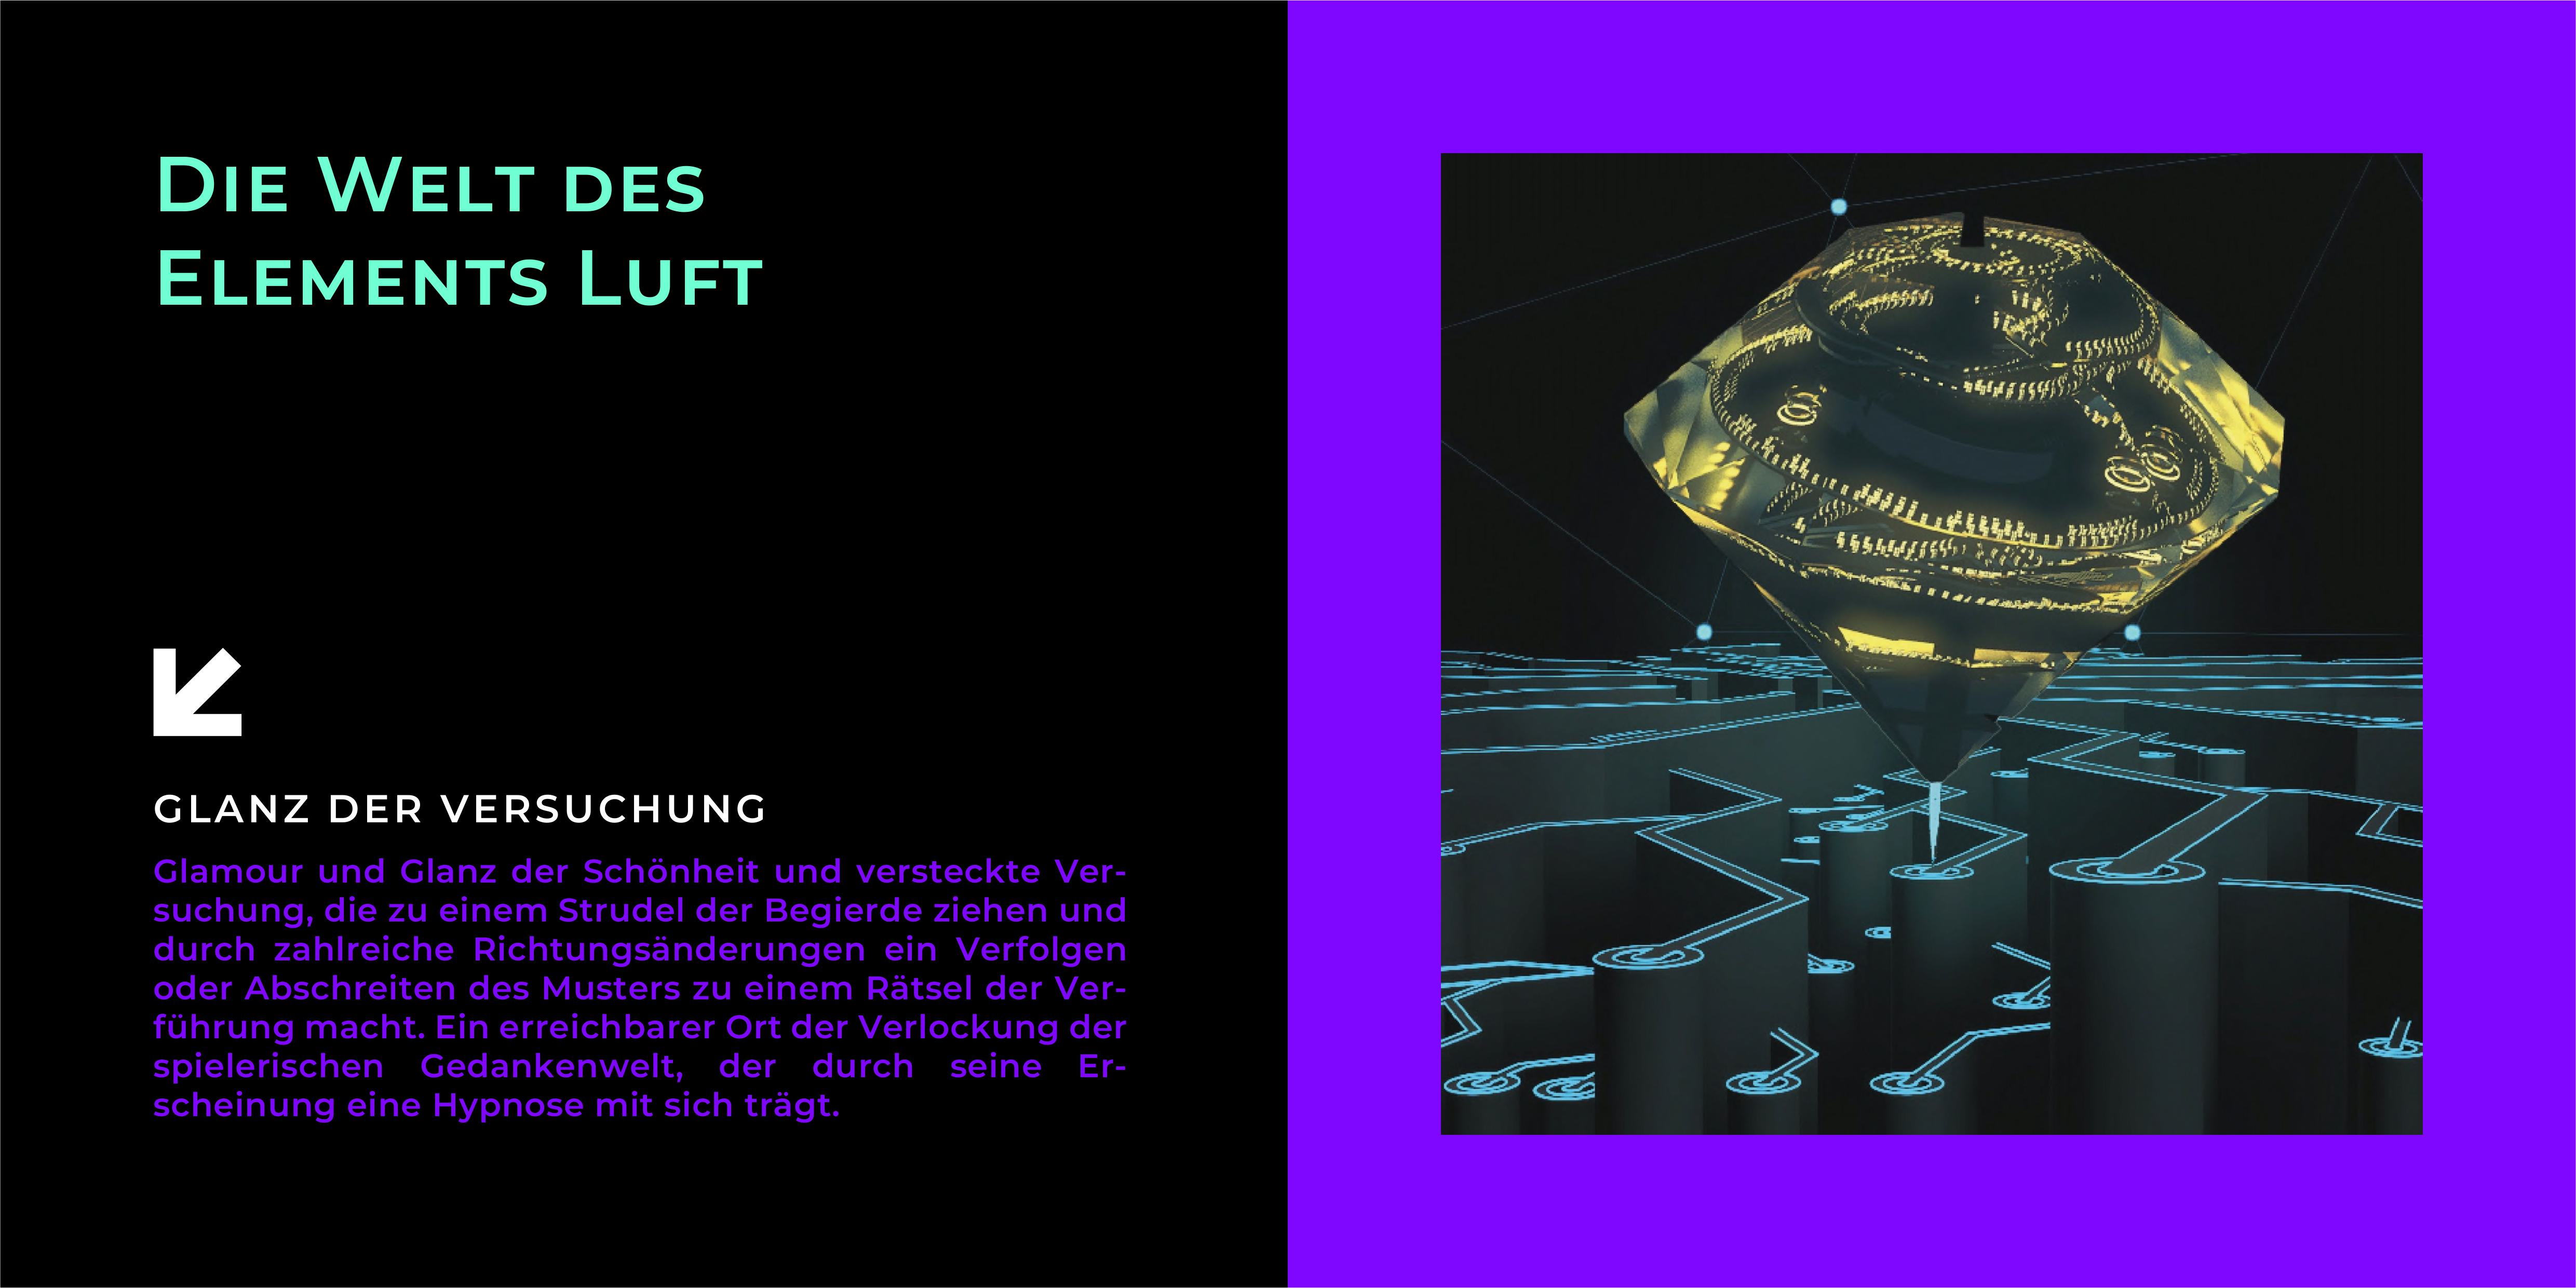 Die Welt des
Elements Luft
GLANZ DER VERSUCHUNG
Glamour und Glanz der Schönheit und versteckte Ver-
suchung, die zu einem Strudel der Begierde ziehen und
durch zahlreiche Richtungsänderungen ein Verfolgen
oder Abschreiten des Musters zu einem Rätsel der Ver-
führung macht. Ein erreichbarer Ort der Verlockung der
spielerischen Gedankenwelt, der durch seine Er-
scheinung eine Hypnose mit sich trägt.